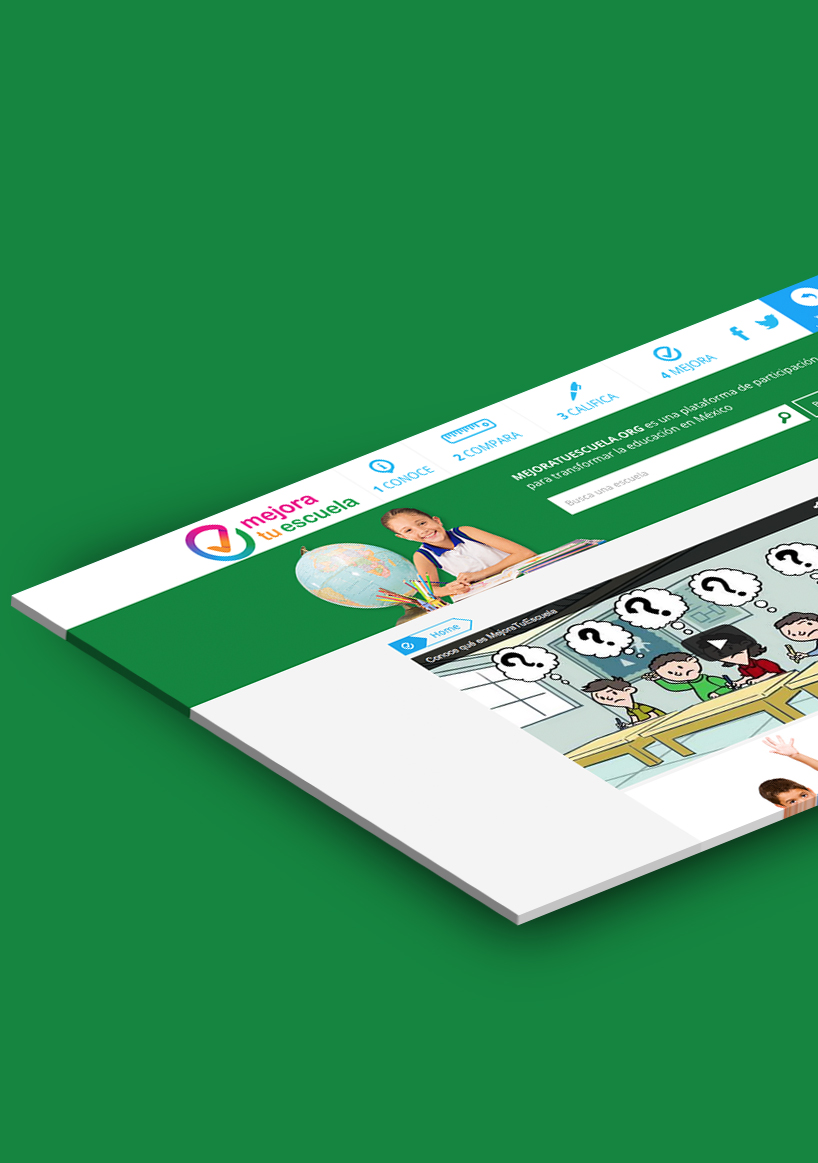 mejora
tu escuela
1 CONOCE
2 COMPARA
3 CALIFICA
4 MEJORA
MEJORATUESCUELA.ORG es una plataforma de participación
para transformar la educación en México
Busca una escuela
Home
Conoce qué es MejoraTuEscuela
? ? ? ? ?